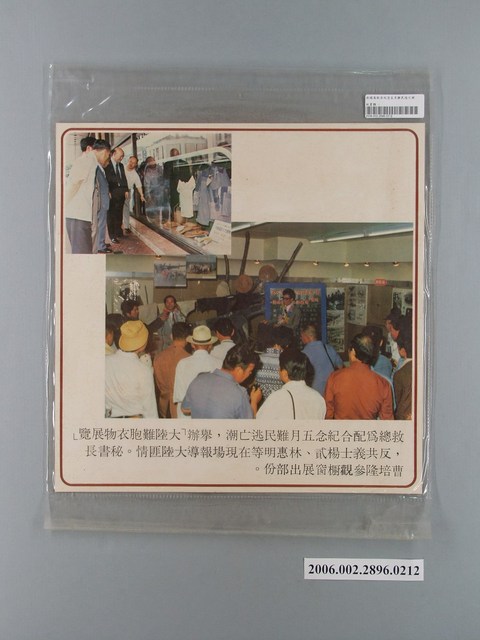 救總爲配合紀念五月難民逃亡潮，舉辦「大陸難胞衣物展覽」
，反共義士楊貳、林惠明等在現場報導大陸匪情。秘書長
曹培隆參觀櫥窗展出部份。
2006.002.2896.0212